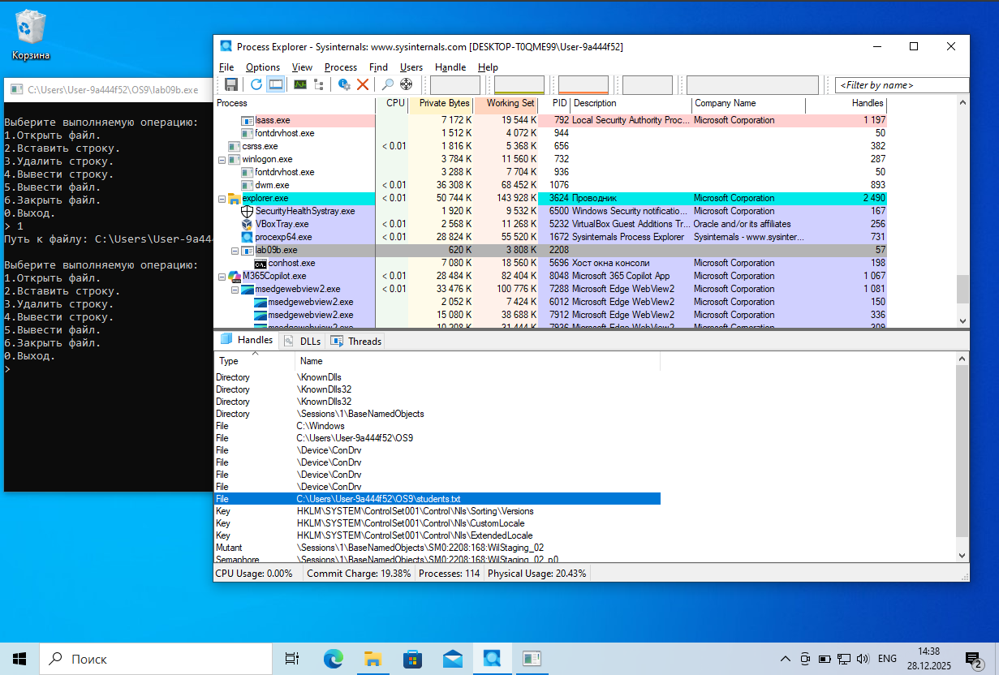 Корзина
C:\Users\User-9a444f52\OS9\lab09b.exe
Выберите выполняемую операцию:
1.Открыть файл.
2.Вставить строку.
3.Удалить строку.
4.Вывести строку.
5.Вывести файл.
6.Закрыть файл.
0.Выход.
> 1
Путь к файлу: C:\Users\User-9a44
Выберите выполняемую операцию:
1.Открыть файл.
2.Вставить строку.
3.Удалить строку.
4.Вывести строку.
5.Вывести файл.
6.Закрыть файл.
0.Выход.
>
Process Explorer - Sysinternals: www.sysinternals.com [DESKTOP-T0QME99\User-9a444f52]
File Options View Process Find Users Handle Help
<Filter by name>
Process CPU Private Bytes Working Set PID Description Company Name Handles
lsass.exe 7 172 K 19 544 K 792 Local Security Authority Proc... Microsoft Corporation 1 197
fontdrvhost.exe 1 512 K 4 072 K 944 50
csrss.exe < 0.01 1 816 K 5 368 K 656 382
winlogon.exe 3 784 K 11 560 K 732 287
fontdrvhost.exe 3 288 K 7 704 K 936 50
dwm.exe < 0.01 36 308 K 68 452 K 1076 893
explorer.exe < 0.01 50 744 K 143 928 K 3624 Проводник Microsoft Corporation 2 490
SecurityHealthSystray.exe 1 920 K 9 532 K 6500 Windows Security notificatio... Microsoft Corporation 167
VBoxTray.exe < 0.01 2 568 K 11 268 K 5232 VirtualBox Guest Additions Tr... Oracle and/or its affiliates 256
procexp64.exe < 0.01 28 824 K 55 520 K 1672 Sysinternals Process Explorer Sysinternals - www.sysinter... 731
lab09b.exe 620 K 3 808 K 2208 57
conhost.exe 7 080 K 18 560 K 5696 Хост окна консоли Microsoft Corporation 198
M365Copilot.exe < 0.01 28 484 K 82 404 K 8048 Microsoft 365 Copilot App Microsoft Corporation 1 067
msedgewebview2.exe < 0.01 33 476 K 100 776 K 7288 Microsoft Edge WebView2 Microsoft Corporation 1 081
msedgewebview2.exe 2 052 K 7 424 K 6012 Microsoft Edge WebView2 Microsoft Corporation 150
msedgewebview2.exe 15 080 K 38 688 K 7912 Microsoft Edge WebView2 Microsoft Corporation 336
msedgewebview2.exe 10 208 K 31 444 K 7936 Microsoft Edge WebView2 Microsoft Corporation 309
Handles DLLs Threads
Type Name
Directory \KnownDlls
Directory \KnownDlls32
Directory \KnownDlls32
Directory \Sessions\1\BaseNamedObjects
File C:\Windows
File C:\Users\User-9a444f52\OS9
File \Device\ConDrv
File \Device\ConDrv
File \Device\ConDrv
File \Device\ConDrv
File C:\Users\User-9a444f52\OS9\students.txt
Key HKLM\SYSTEM\ControlSet001\Control\Nls\Sorting\Versions
Key HKLM\SYSTEM\ControlSet001\Control\Nls\CustomLocale
Key HKLM\SYSTEM\ControlSet001\Control\Nls\ExtendedLocale
Mutant \Sessions\1\BaseNamedObjects\SM0:2208:168:WilStaging_02
Semaphore \Sessions\1\BaseNamedObjects\SM0:2208:168:WilStaging_02_p0
CPU Usage: 0.00% Commit Charge: 19.38% Processes: 114 Physical Usage: 20.43%
Поиск
ENG
14:38
28.12.2025
2